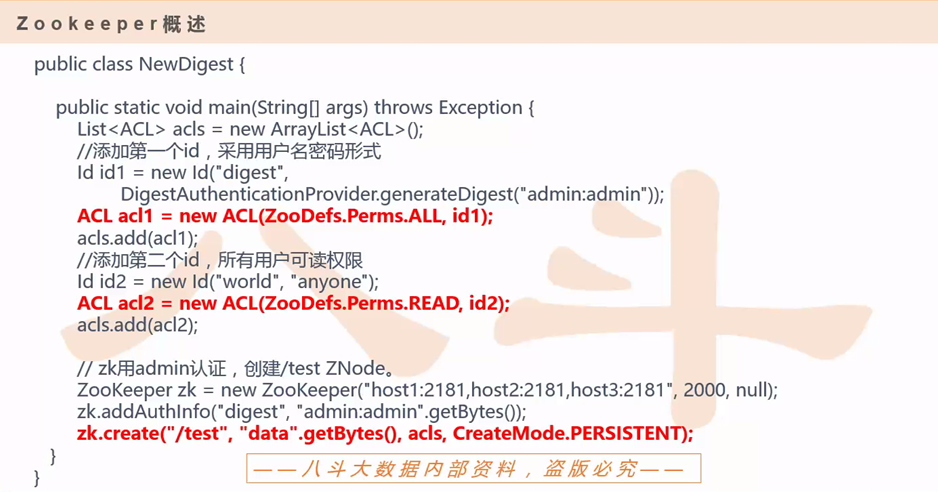 Zookeeper概述
public class NewDigest {
public static void main(String[] args) throws Exception {
List<ACL> acls = new ArrayList<ACL>();
//添加第一个id，采用用户名密码形式
Id id1 = new Id("digest",
DigestAuthenticationProvider.generateDigest("admin:admin"));
ACL acl1 = new ACL(ZooDefs.Perms.ALL, id1);
acls.add(acl1);
//添加第二个id，所有用户可读权限
Id id2 = new Id("world", "anyone");
ACL acl2 = new ACL(ZooDefs.Perms.READ, id2);
acls.add(acl2);
// zk用admin认证，创建/test ZNode。
ZooKeeper zk = new ZooKeeper("host1:2181,host2:2181,host3:2181", 2000, null);
zk.addAuthInfo("digest", "admin:admin".getBytes());
zk.create("/test", "data".getBytes(), acls, CreateMode.PERSISTENT);
}
}
——八斗大数据内部资料，盗版必究——
八斗